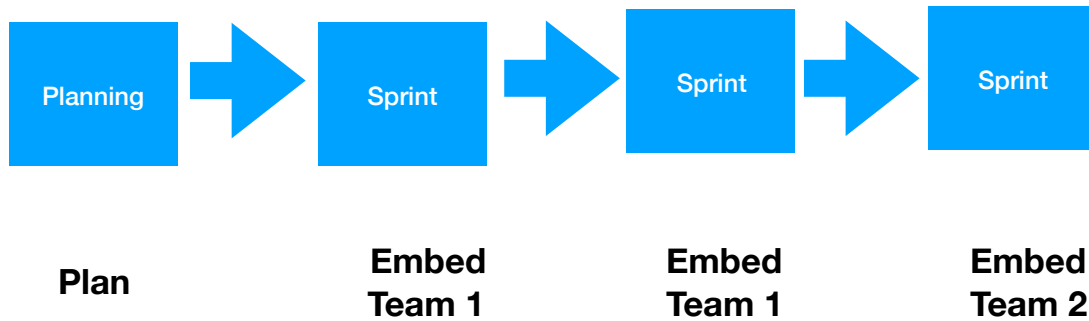 Planning
Sprint
Sprint
Sprint
Plan
Embed
Team 1
Embed
Team 1
Embed
Team 2